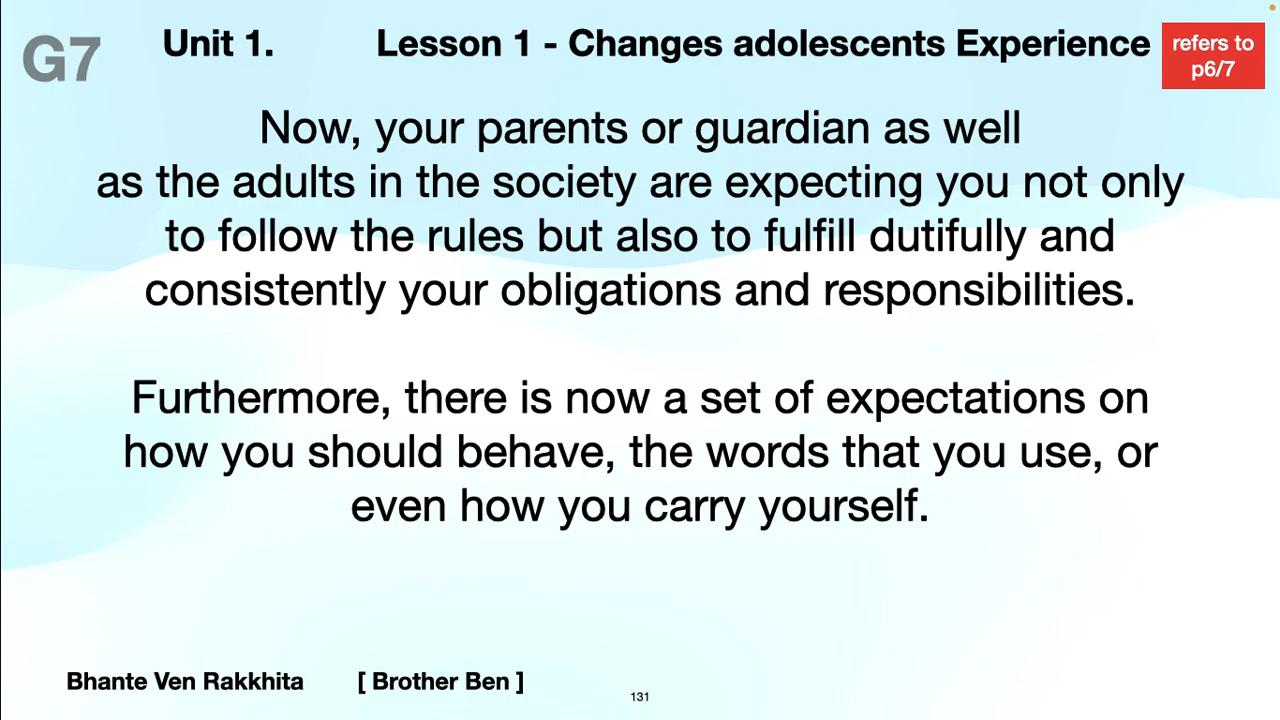 G7
Unit 1. Lesson 1 - Changes adolescents Experience
refers to
p6/7
Now, your parents or guardian as well
as the adults in the society are expecting you not only
to follow the rules but also to fulfill dutifully and
consistently your obligations and responsibilities.
Furthermore, there is now a set of expectations on
how you should behave, the words that you use, or
even how you carry yourself.
Bhante Ven Rakkhita [ Brother Ben ]
131